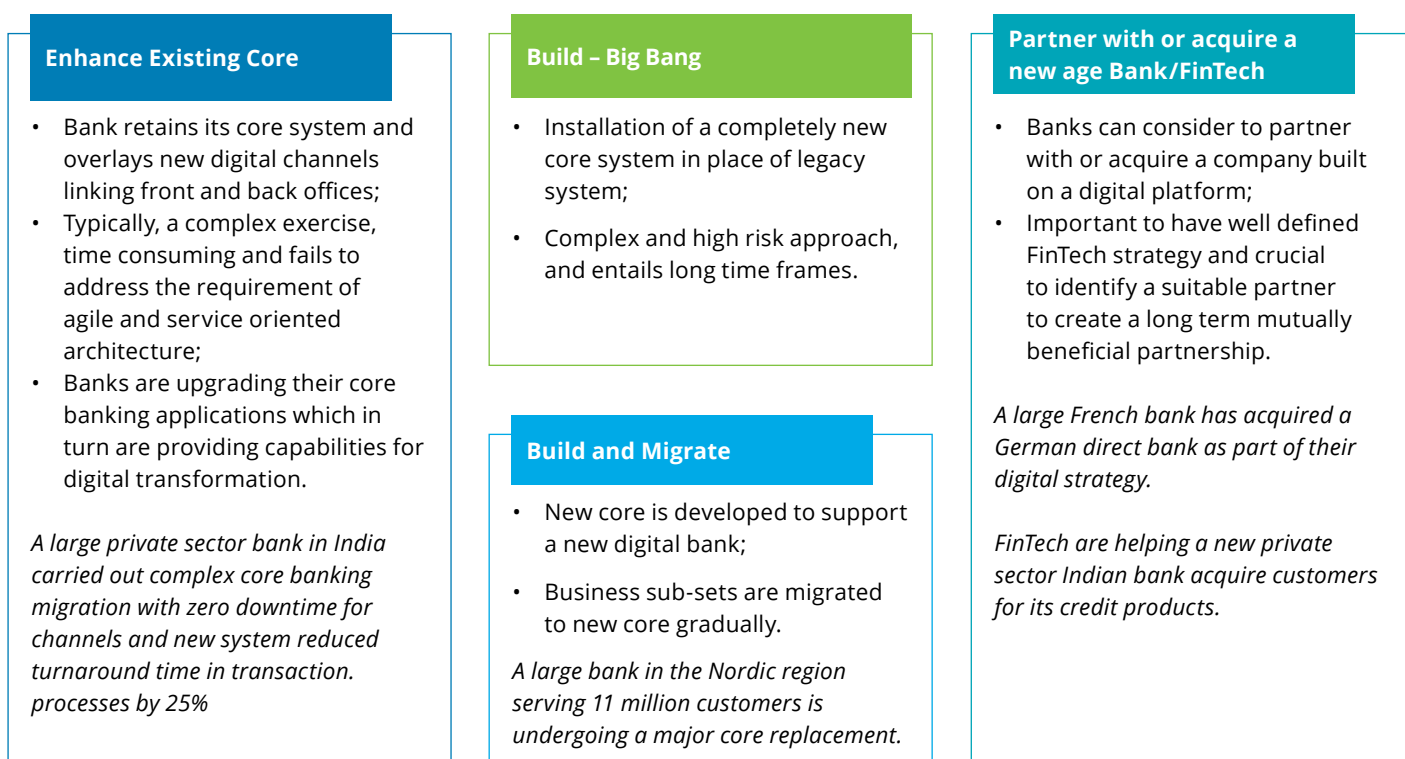 Enhance Existing Core
• Bank retains its core system and
overlays new digital channels
linking front and back offices;
• Typically, a complex exercise,
time consuming and fails to
address the requirement of
agile and service oriented
architecture;
• Banks are upgrading their core
banking applications which in
turn are providing capabilities for
digital transformation.
A large private sector bank in India
carried out complex core banking
migration with zero downtime for
channels and new system reduced
turnaround time in transaction.
processes by 25%
Build – Big Bang
• Installation of a completely new
core system in place of legacy
system;
• Complex and high risk approach,
and entails long time frames.
Build and Migrate
• New core is developed to support
a new digital bank;
• Business sub-sets are migrated
to new core gradually.
A large bank in the Nordic region
serving 11 million customers is
undergoing a major core replacement.
Partner with or acquire a
new age Bank/FinTech
• Banks can consider to partner
with or acquire a company built
on a digital platform;
• Important to have well defined
FinTech strategy and crucial
to identify a suitable partner
to create a long term mutually
beneficial partnership.
A large French bank has acquired a
German direct bank as part of their
digital strategy.
FinTech are helping a new private
sector Indian bank acquire customers
for its credit products.